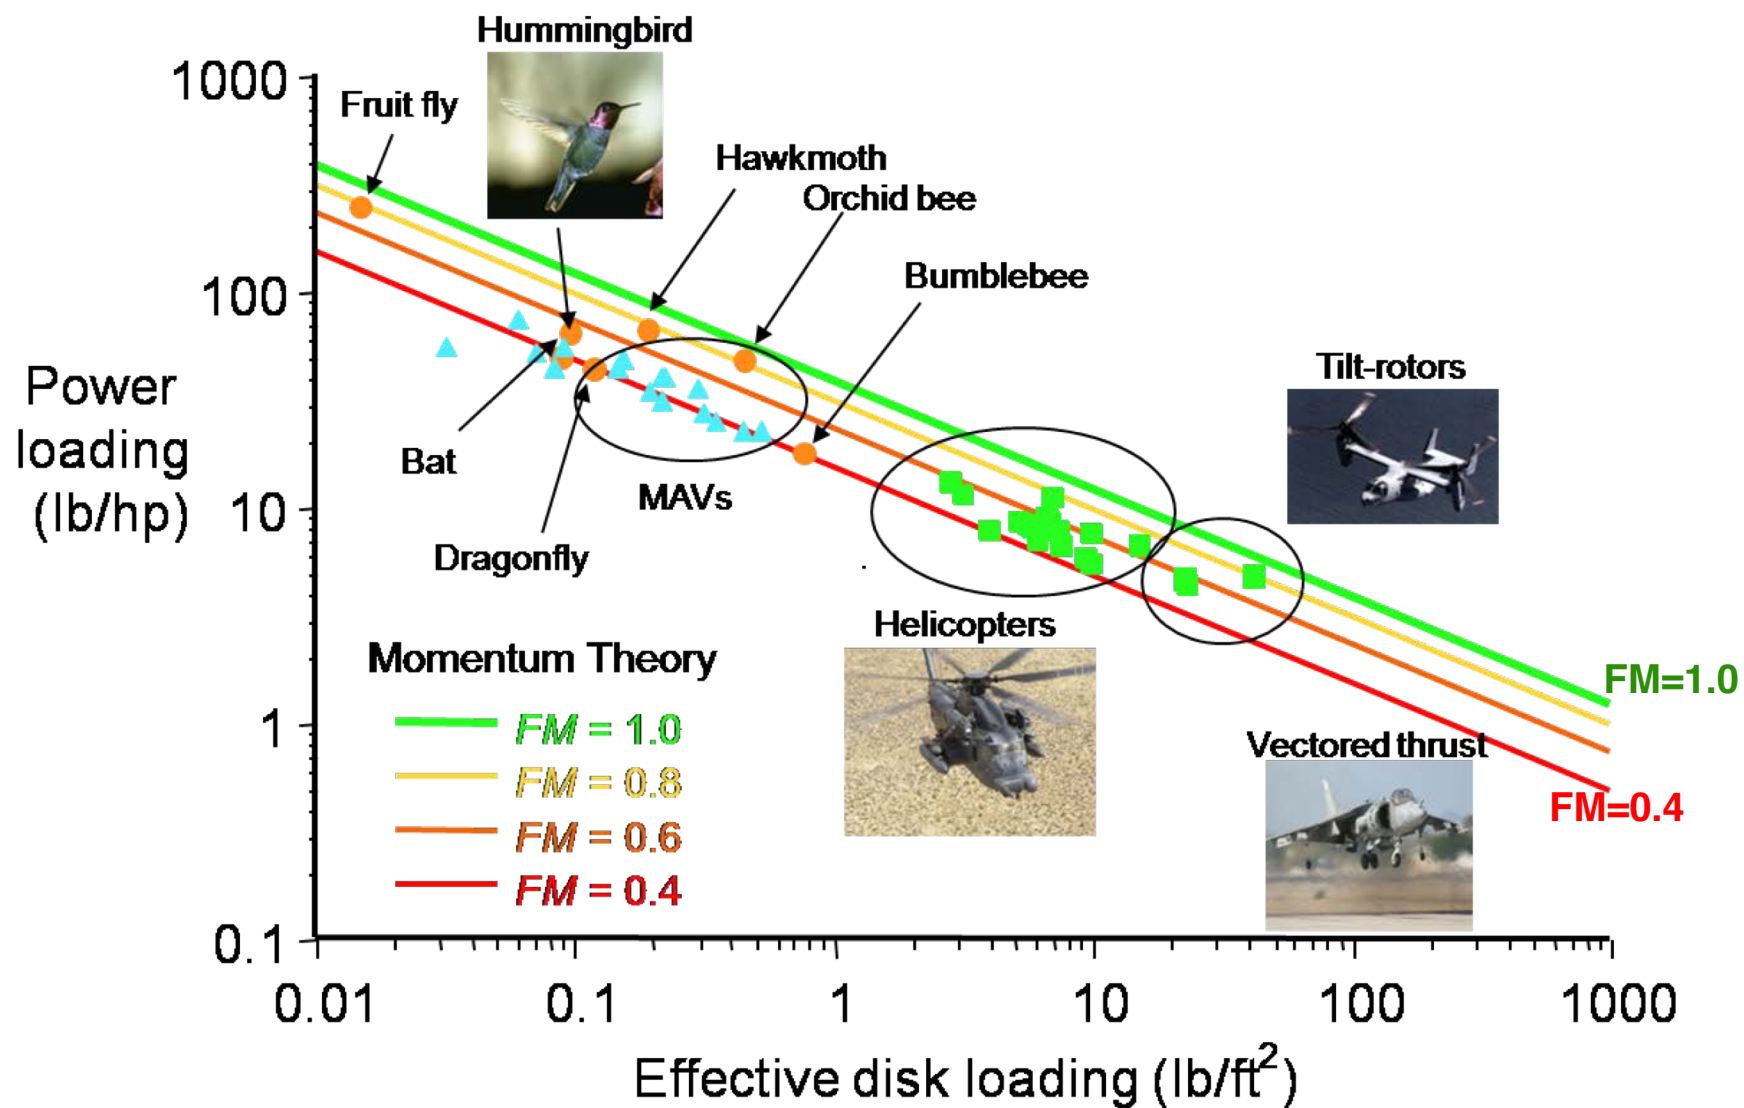 Hummingbird
1000
Fruit fly
Hawkmoth
Orchid bee
Bumblebee
100
Tilt-rotors
Power
loading
(lb/hp)
Bat
MAVs
10
Dragonfly
Helicopters
Momentum Theory
FM=1.0
FM = 1.0
1
Vectored thrust
FM = 0.8
FM=0.4
FM = 0.6
FM = 0.4
0.1
0.01 0.1 1 10 100 1000
Effective disk loading (lb/ft²)